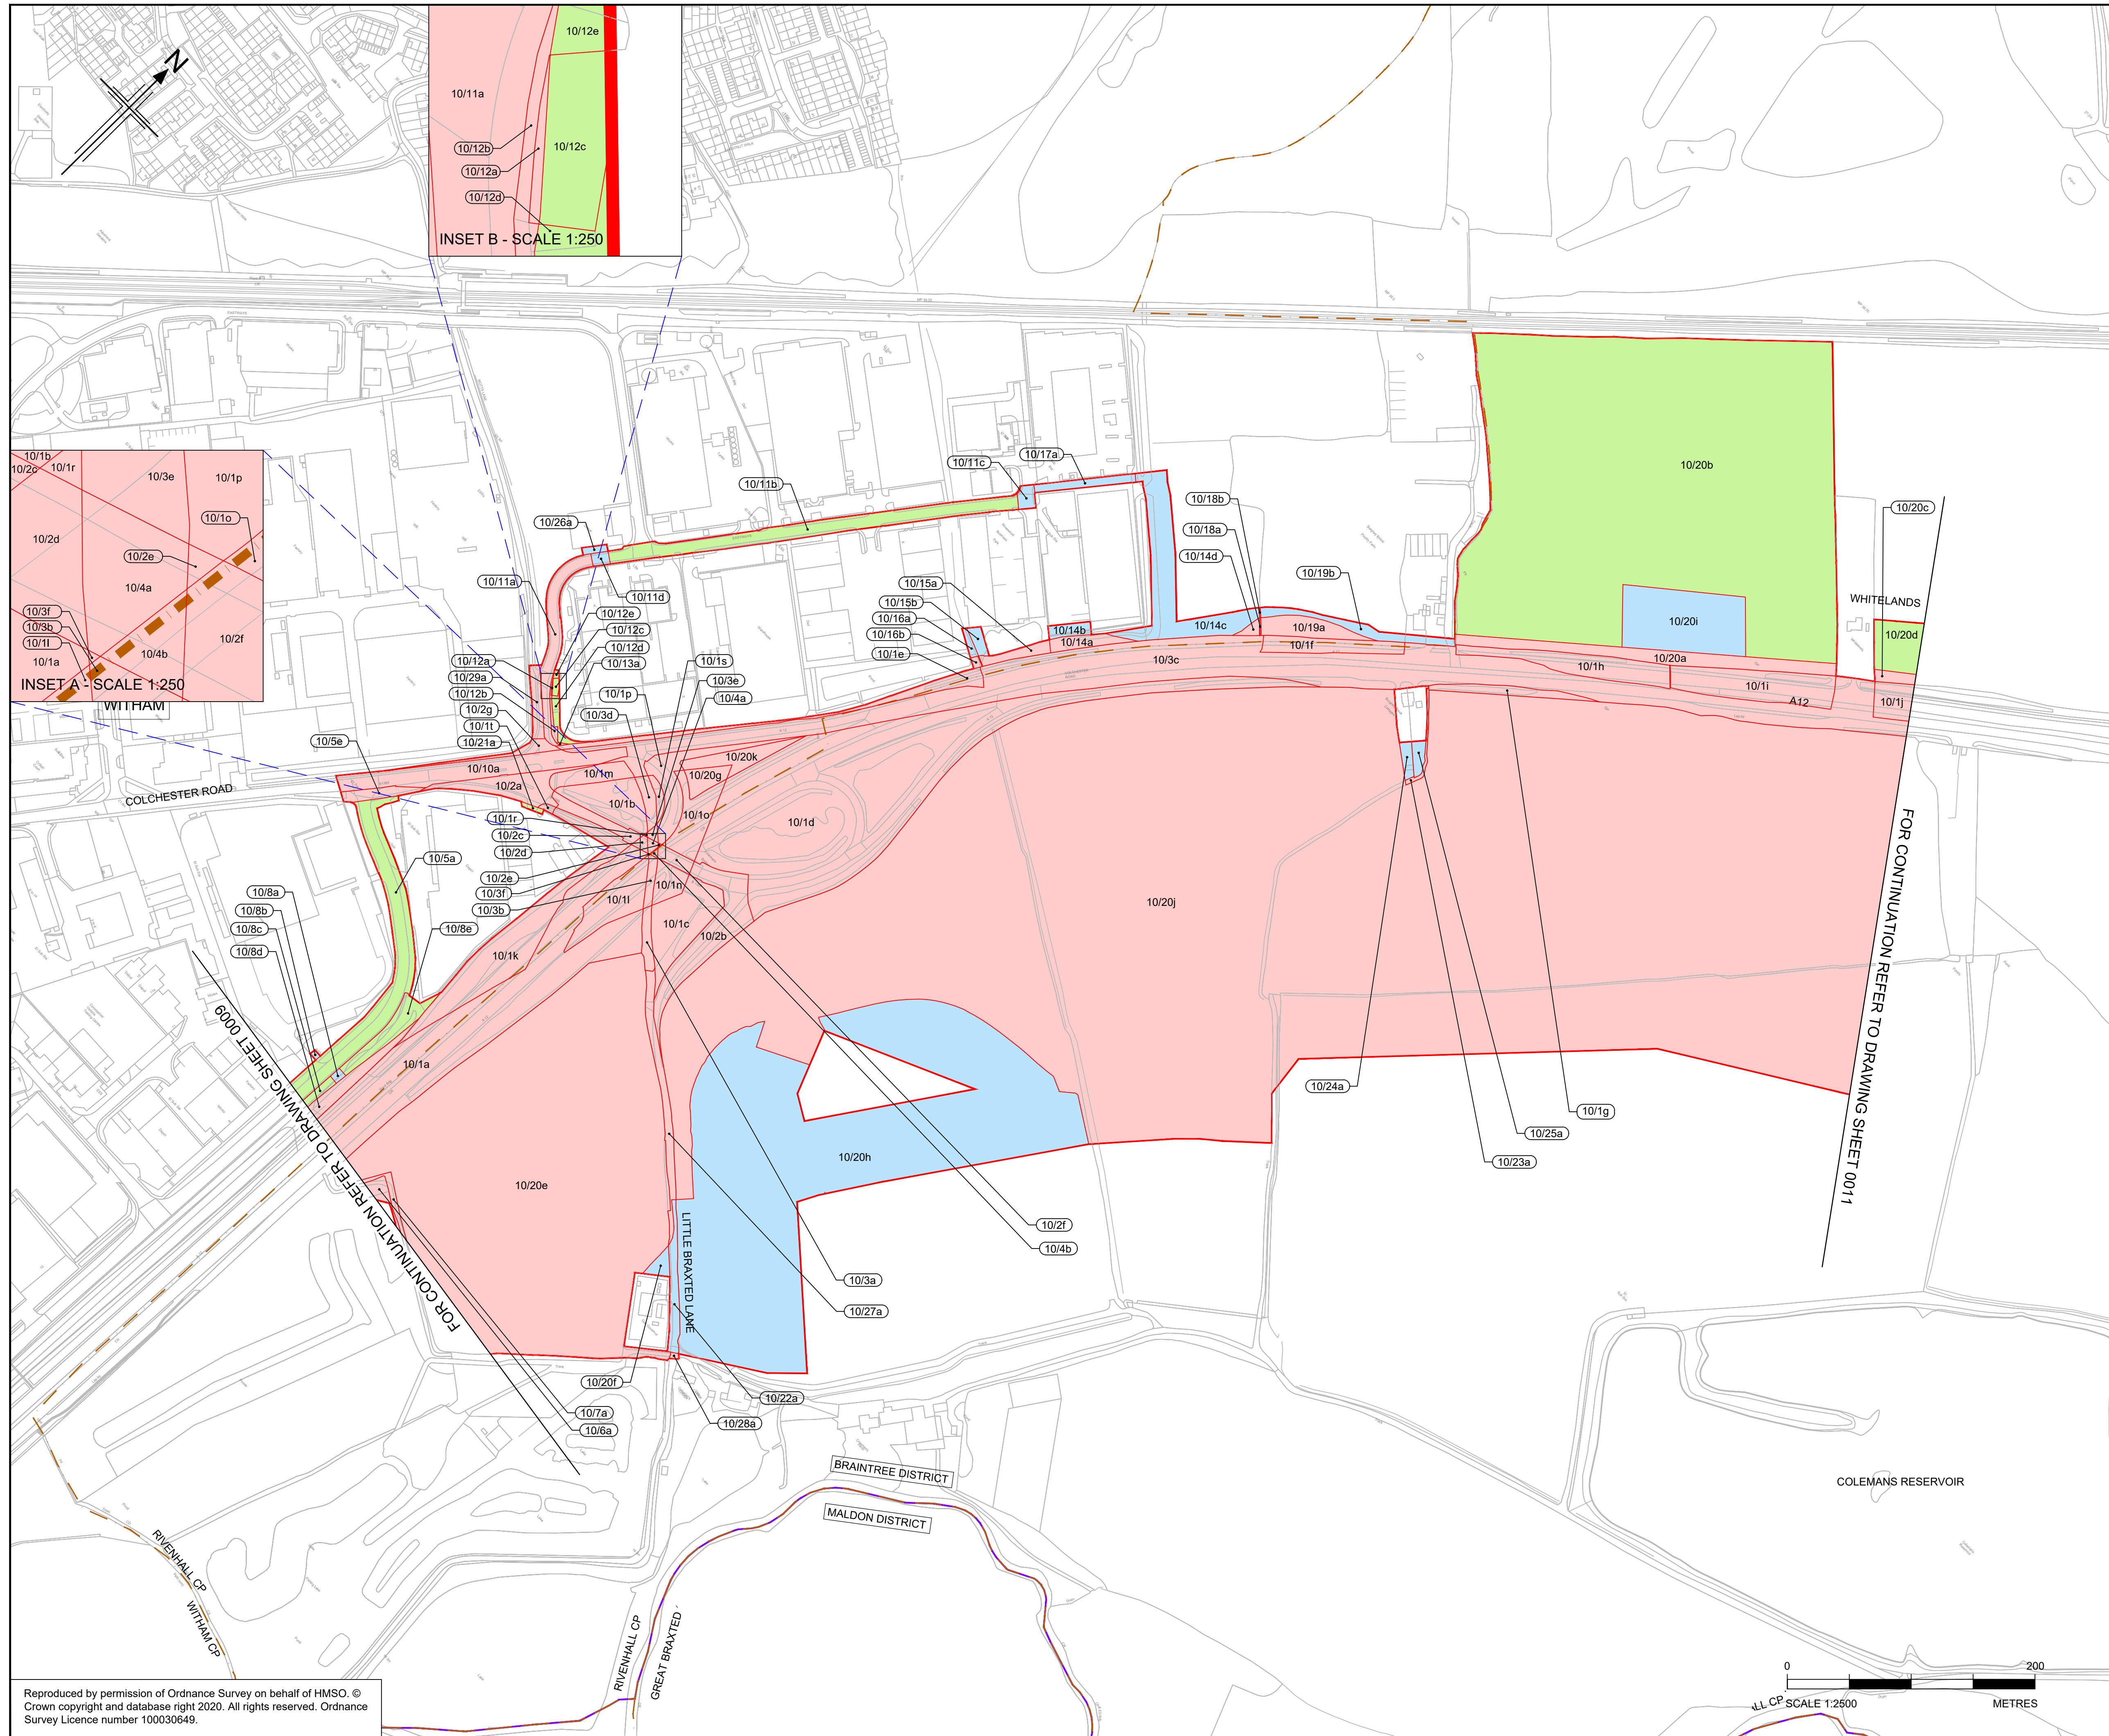 N
10/12e
10/11a
10/12b
10/12c
10/12a
10/12d
INSET B - SCALE 1:250
10/1b
10/2c
10/1r
10/3e
10/1p
10/1o
10/2d
10/2e
10/4a
10/3f
10/3b
10/1l
10/1a
10/4b
10/2f
INSET A - SCALE 1:250
WITHAM
EASTWAYS
10/20b
10/17a
10/11c
10/11b
10/18b
10/18a
10/14d
10/20c
10/26a
10/11a
10/11d
10/19b
10/15a
10/15b
10/16a
10/16b
10/1e
10/12e
10/12c
10/12d
10/13a
10/14b
10/14a
10/14c
10/19a
10/1f
10/20i
WHITELANDS
10/20d
10/12a
10/29a
10/12b
10/2g
10/1t
10/21a
10/1s
10/3e
10/4a
10/1p
10/3d
10/3c
10/20a
10/1h
10/1i
A12
10/1j
10/5e
COLCHESTER ROAD
10/10a
10/2a
10/1m
10/1b
10/20k
10/20g
10/1o
10/1d
10/1r
10/2c
10/2d
10/2e
10/3f
10/3b
10/5a
10/8a
10/8b
10/8c
10/8d
10/8e
10/1n
10/1l
10/1c
10/2b
10/1k
10/1a
10/20j
FOR CONTINUATION REFER TO DRAWING SHEET 0009
FOR CONTINUATION REFER TO DRAWING SHEET 0011
10/24a
10/1g
10/25a
10/23a
10/20h
10/20e
LITTLE BRAXTED LANE
10/2f
10/4b
10/3a
10/27a
10/20f
10/22a
10/28a
10/7a
10/6a
BRAINTREE DISTRICT
MALDON DISTRICT
COLEMANS RESERVOIR
RIVENHALL CP
WITHAM CP
RIVENHALL CP
GREAT BRAXTED
0 200
LL CP
SCALE 1:2500 METRES
Reproduced by permission of Ordnance Survey on behalf of HMSO. ©
Crown copyright and database right 2020. All rights reserved. Ordnance
Survey Licence number 100030649.